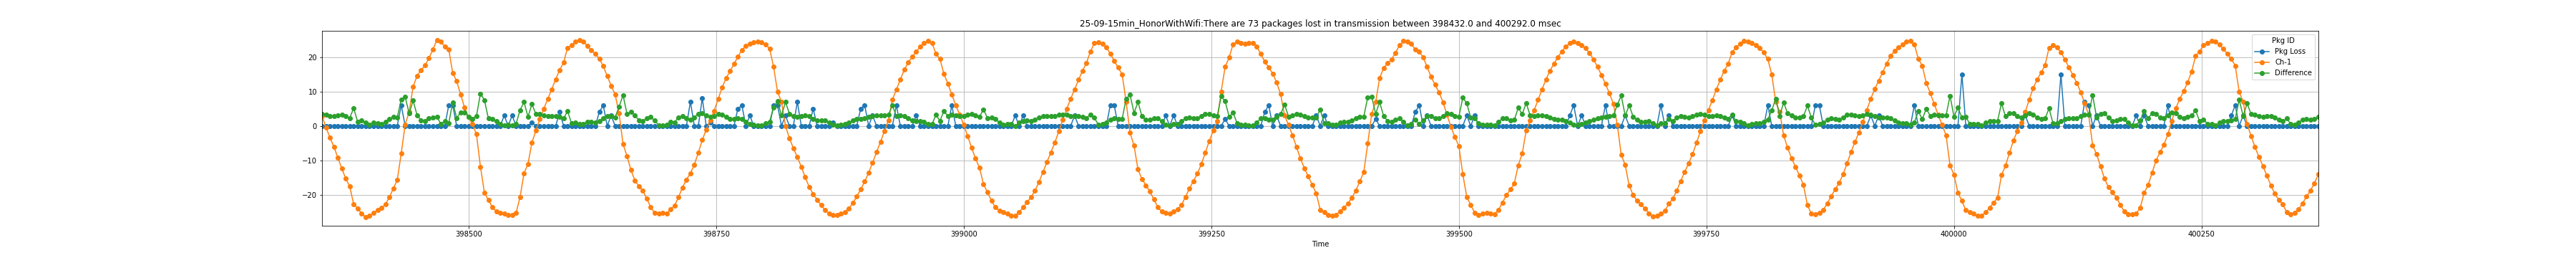 25-09-15min_HonorWithWifi:There are 73 packages lost in transmission between 398432.0 and 400292.0 msec
Pkg ID
Pkg Loss
Ch-1
Difference
20
10
0
−10
−20
398500 398750 399000 399250 399500 399750 400000 400250
Time